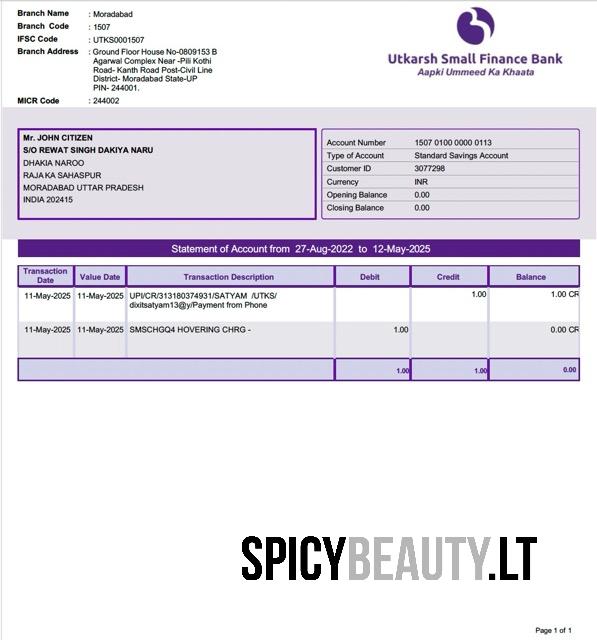 Branch Name : Moradabad
Branch Code : 1507
IFSC Code : UTKS0001507
Branch Address : Ground Floor House No-0809153 B
Agarwal Complex Near -Pili Kothi
Road- Kanth Road Post-Civil Line
District- Moradabad State-UP
PIN- 244001.
MICR Code : 244002
Utkarsh Small Finance Bank
Aapki Ummeed Ka Khaata
Mr. JOHN CITIZEN
S/O REWAT SINGH DAKIYA NARU
DHAKIA NAROO
RAJAKA SAHASPUR
MORADABAD UTTAR PRADESH
INDIA 202415
Account Number 1507 0100 0000 0113
Type of Account Standard Savings Account
Customer ID 3077298
Currency INR
Opening Balance 0.00
Closing Balance 0.00
Statement of Account from 27-Aug-2022 to 12-May-2025
Transaction Date Value Date Transaction Description Debit Credit Balance
11-May-2025 11-May-2025 UPI/CR/313180374931/SATYAM /UTKS/ 1.00 1.00 CR
dixitsatyam13@y/Payment from Phone
11-May-2025 11-May-2025 SMSCHGQ4 HOVERING CHRG - 1.00 0.00 CR
1.00 1.00 0.00
SPICYBEAUTY.LT
Page 1 of 1